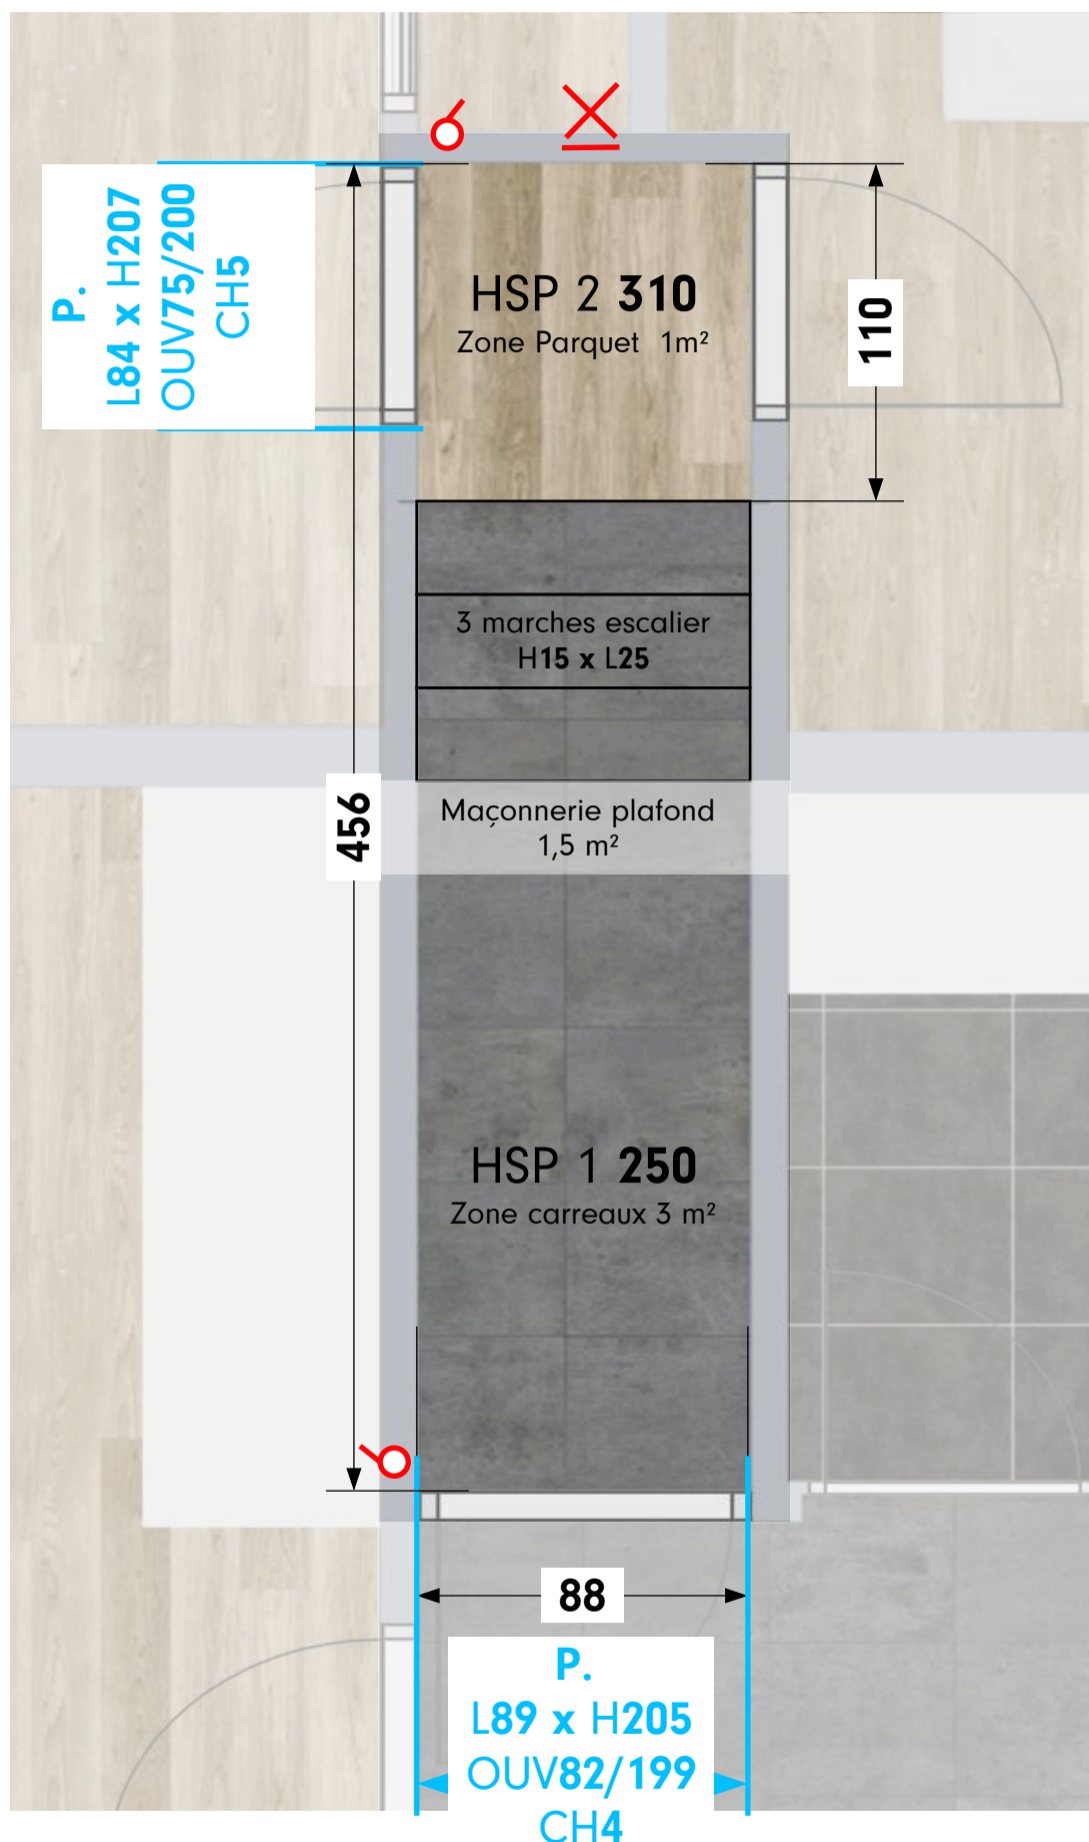 P.
L84 x H207
OUV75/200
CH5
HSP 2 310
Zone Parquet 1m²
110
3 marches escalier
H15 x L25
Maçonnerie plafond
1,5 m²
456
HSP 1 250
Zone carreaux 3 m²
88
P.
L89 x H205
OUV82/199
CH4